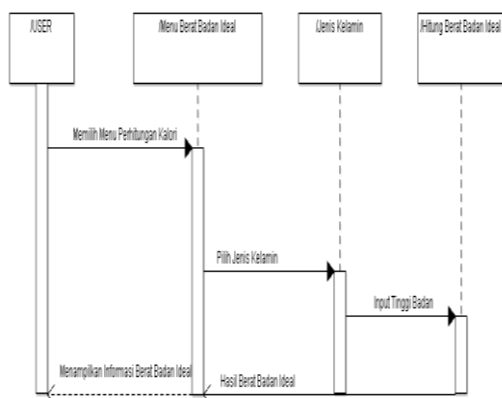 /USER
/Menu Berat Badan Ideal
/Jenis Kelamin
/Hitung Berat Badan Ideal
Memilih Menu Perhitungan Kalori
Pilih Jenis Kelamin
Input Tinggi Badan
Menampilkan Informasi Berat Badan Ideal
Hasil Berat Badan Ideal